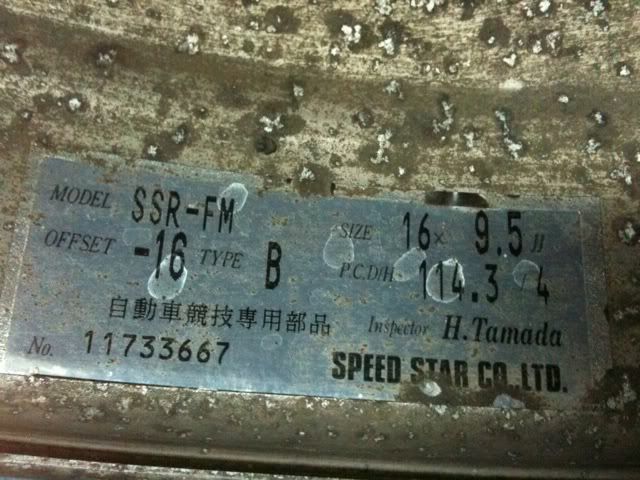 MODEL SSR-FM SIZE 16× 9.5 JJ
OFFSET -16 TYPE B P.C.D/H 114.3 / 4
自動車競技専用部品 Inspector H.Tamada
No. 11733667 SPEED STAR CO.,LTD.